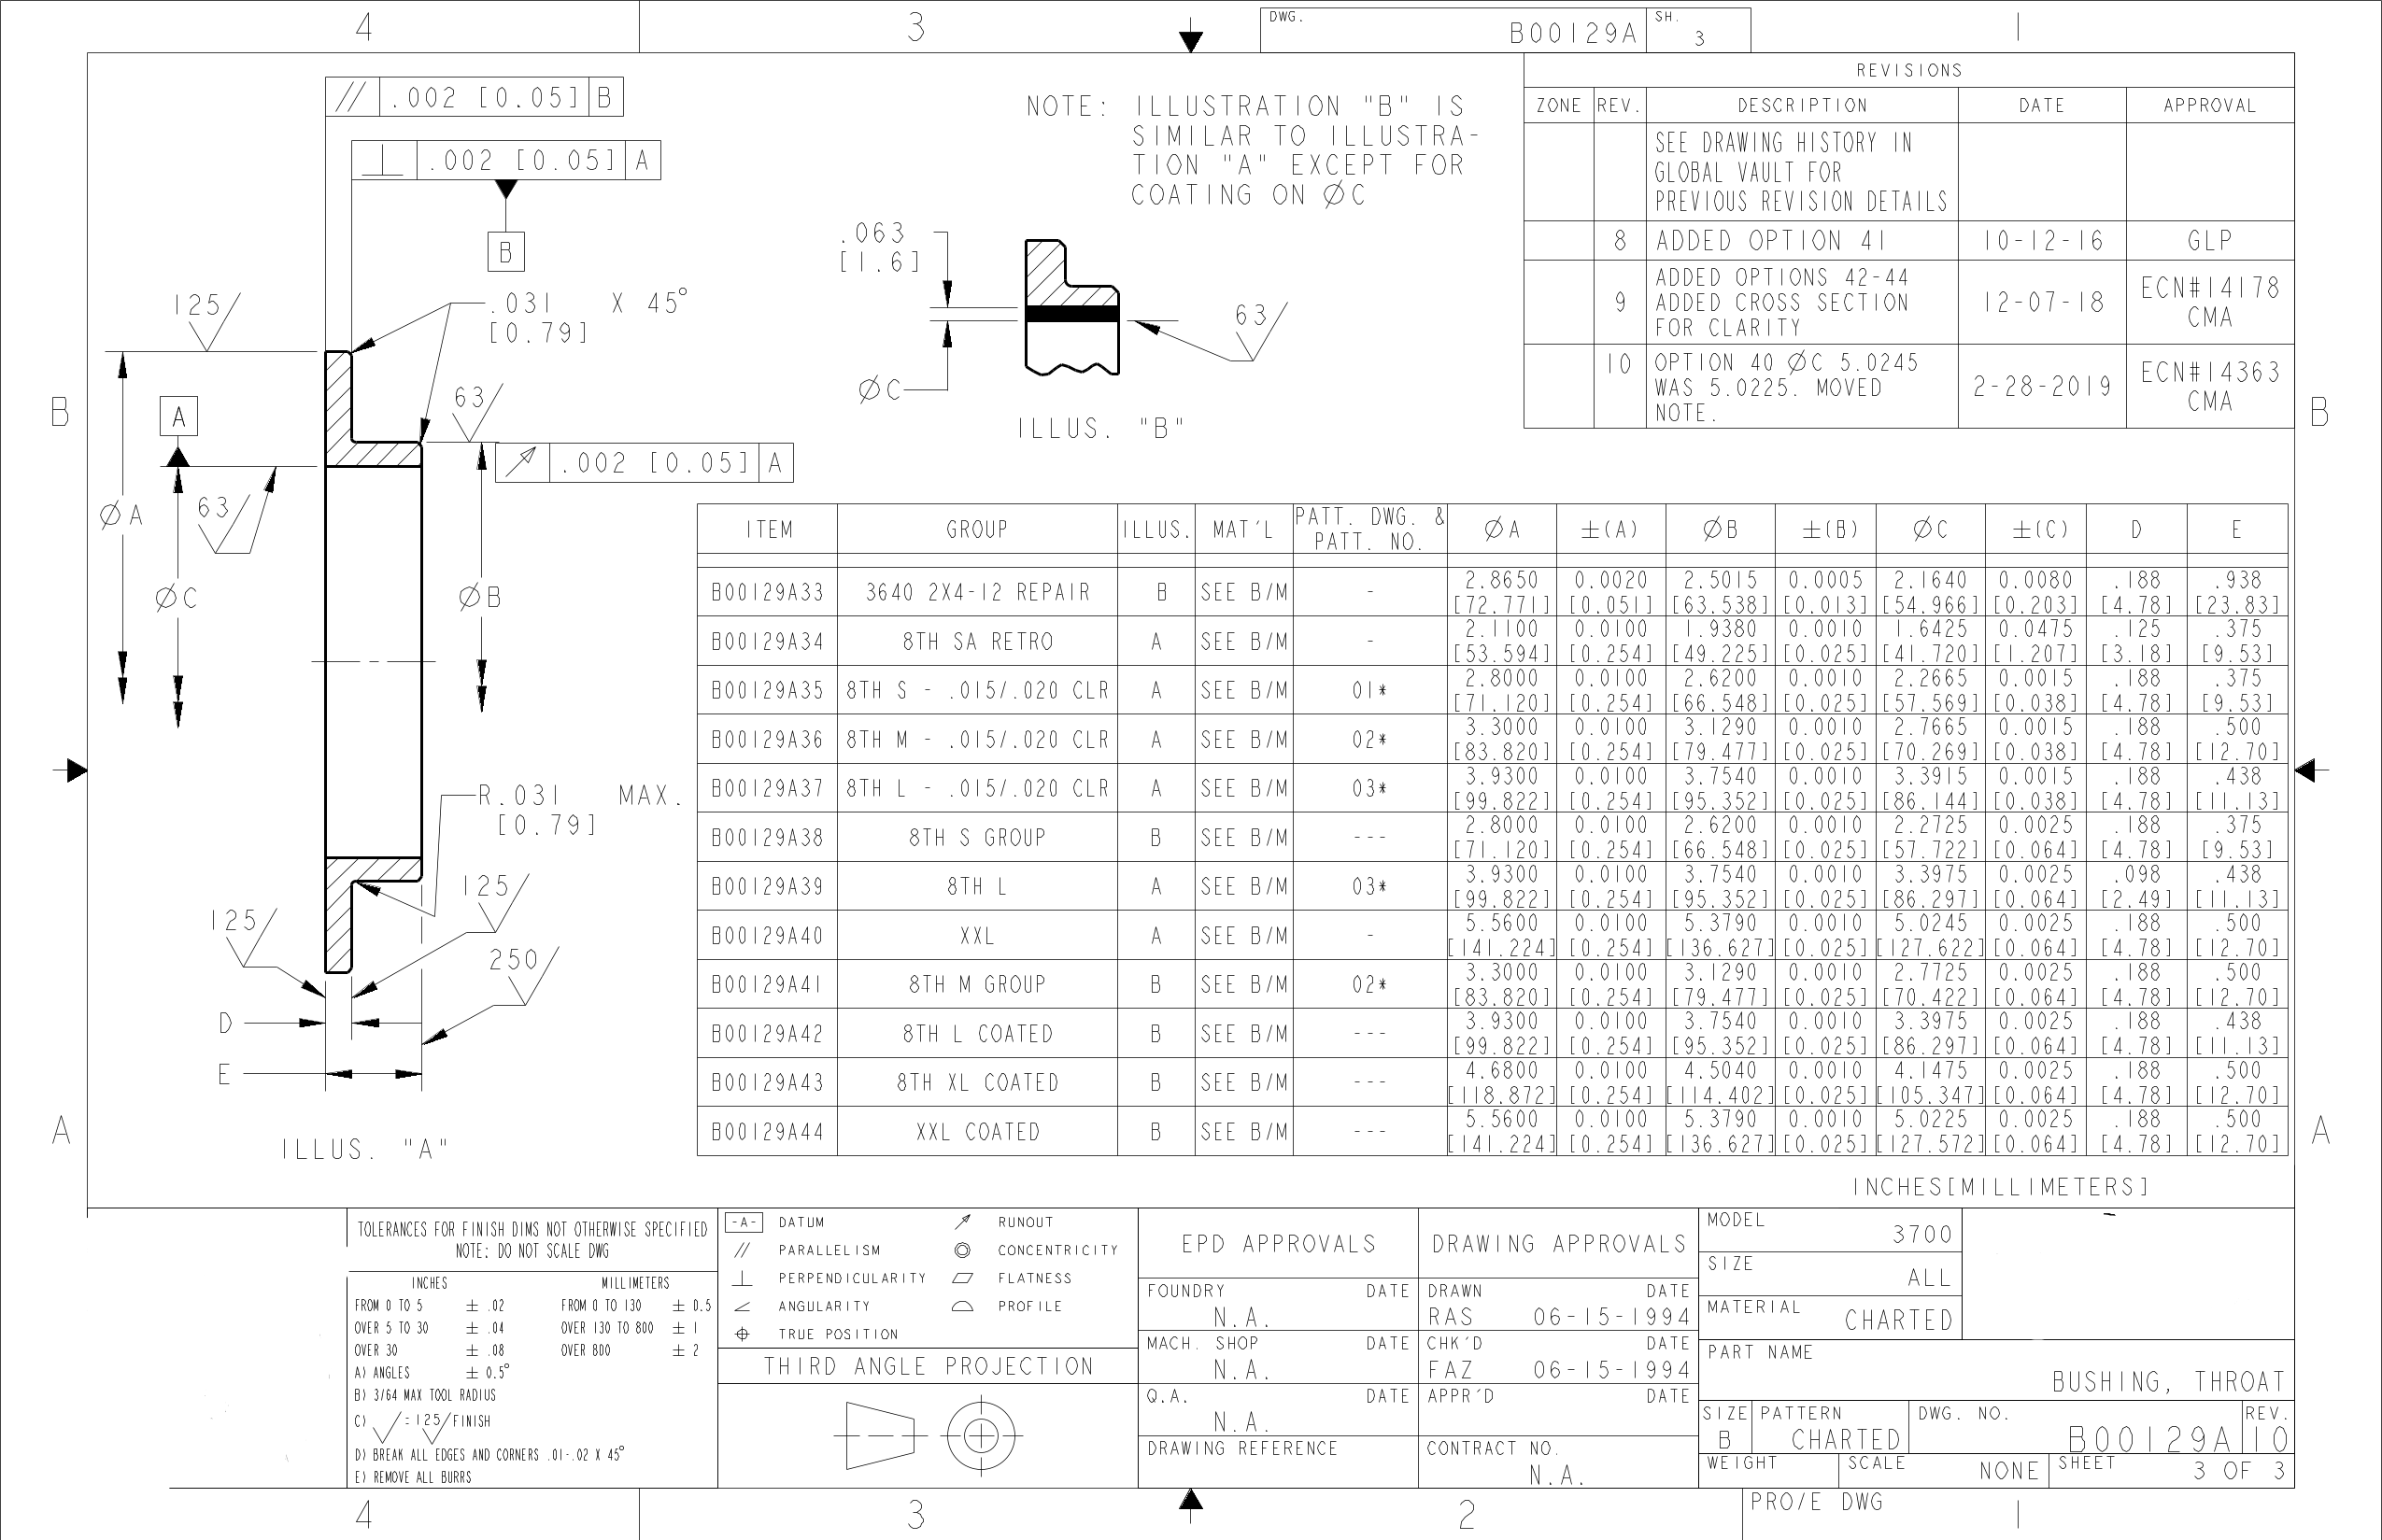 4
3
DWG.
B00129A
SH.
3
1
// .002 [0.05] B
⊥ .002 [0.05] A
B
.031 X 45°
[0.79]
125
A
63
63
↗ .002 [0.05] A
ØA
ØC
ØB
R.031 MAX.
[0.79]
125
125
250
D
E
ILLUS. "A"
NOTE: ILLUSTRATION "B" IS
SIMILAR TO ILLUSTRA-
TION "A" EXCEPT FOR
COATING ON ØC
.063
[1.6]
63
ØC
ILLUS. "B"
REVISIONS
ZONE REV. DESCRIPTION DATE APPROVAL
SEE DRAWING HISTORY IN
GLOBAL VAULT FOR
PREVIOUS REVISION DETAILS
8 ADDED OPTION 41 10-12-16 GLP
9 ADDED OPTIONS 42-44
ADDED CROSS SECTION
FOR CLARITY
12-07-18 ECN#14178
CMA
10 OPTION 40 ØC 5.0245
WAS 5.0225. MOVED
NOTE.
2-28-2019 ECN#14363
CMA
B
B
ITEM GROUP ILLUS. MAT'L PATT. DWG. & PATT. NO. ØA ±(A) ØB ±(B) ØC ±(C) D E
B00129A33 3640 2X4-12 REPAIR B SEE B/M - 2.8650 0.0020 2.5015 0.0005 2.1640 0.0080 .188 .938
[72.771] [0.051] [63.538] [0.013] [54.966] [0.203] [4.78] [23.83]
B00129A34 8TH SA RETRO A SEE B/M - 2.1100 0.0100 1.9380 0.0010 1.6425 0.0475 .125 .375
[53.594] [0.254] [49.225] [0.025] [41.720] [1.207] [3.18] [9.53]
B00129A35 8TH S - .015/.020 CLR A SEE B/M 01* 2.8000 0.0100 2.6200 0.0010 2.2665 0.0015 .188 .375
[71.120] [0.254] [66.548] [0.025] [57.569] [0.038] [4.78] [9.53]
B00129A36 8TH M - .015/.020 CLR A SEE B/M 02* 3.3000 0.0100 3.1290 0.0010 2.7665 0.0015 .188 .500
[83.820] [0.254] [79.477] [0.025] [70.269] [0.038] [4.78] [12.70]
B00129A37 8TH L - .015/.020 CLR A SEE B/M 03* 3.9300 0.0100 3.7540 0.0010 3.3915 0.0015 .188 .438
[99.822] [0.254] [95.352] [0.025] [86.144] [0.038] [4.78] [11.13]
B00129A38 8TH S GROUP B SEE B/M --- 2.8000 0.0100 2.6200 0.0010 2.2725 0.0025 .188 .375
[71.120] [0.254] [66.548] [0.025] [57.722] [0.064] [4.78] [9.53]
B00129A39 8TH L A SEE B/M 03* 3.9300 0.0100 3.7540 0.0010 3.3975 0.0025 .098 .438
[99.822] [0.254] [95.352] [0.025] [86.297] [0.064] [2.49] [11.13]
B00129A40 XXL A SEE B/M - 5.5600 0.0100 5.3790 0.0010 5.0245 0.0025 .188 .500
[141.224] [0.254] [136.627] [0.025] [127.622] [0.064] [4.78] [12.70]
B00129A41 8TH M GROUP B SEE B/M 02* 3.3000 0.0100 3.1290 0.0010 2.7725 0.0025 .188 .500
[83.820] [0.254] [79.477] [0.025] [70.422] [0.064] [4.78] [12.70]
B00129A42 8TH L COATED B SEE B/M --- 3.9300 0.0100 3.7540 0.0010 3.3975 0.0025 .188 .438
[99.822] [0.254] [95.352] [0.025] [86.297] [0.064] [4.78] [11.13]
B00129A43 8TH XL COATED B SEE B/M --- 4.6800 0.0100 4.5040 0.0010 4.1475 0.0025 .188 .500
[118.872] [0.254] [114.402] [0.025] [105.347] [0.064] [4.78] [12.70]
B00129A44 XXL COATED B SEE B/M --- 5.5600 0.0100 5.3790 0.0010 5.0225 0.0025 .188 .500
[141.224] [0.254] [136.627] [0.025] [127.572] [0.064] [4.78] [12.70]
A
A
INCHES[MILLIMETERS]
TOLERANCES FOR FINISH DIMS NOT OTHERWISE SPECIFIED
NOTE: DO NOT SCALE DWG
INCHES MILLIMETERS
FROM 0 TO 5 ± .02 FROM 0 TO 130 ± 0.5
OVER 5 TO 30 ± .04 OVER 130 TO 800 ± 1
OVER 30 ± .08 OVER 800 ± 2
A) ANGLES ± 0.5°
B) 3/64 MAX TOOL RADIUS
C) √ = 125 √ FINISH
D) BREAK ALL EDGES AND CORNERS .01-.02 X 45°
E) REMOVE ALL BURRS
-A- DATUM RUNOUT
// PARALLELISM CONCENTRICITY
⊥ PERPENDICULARITY FLATNESS
ANGULARITY PROFILE
TRUE POSITION
THIRD ANGLE PROJECTION
EPD APPROVALS
FOUNDRY DATE
N.A.
MACH. SHOP DATE
N.A.
Q.A. DATE
N.A.
DRAWING REFERENCE
DRAWING APPROVALS
DRAWN DATE
RAS 06-15-1994
CHK'D DATE
FAZ 06-15-1994
APPR'D DATE
CONTRACT NO.
N.A.
MODEL
3700
SIZE
ALL
MATERIAL
CHARTED
PART NAME
BUSHING, THROAT
SIZE PATTERN DWG. NO. REV.
B CHARTED B00129A 10
WEIGHT SCALE NONE SHEET 3 OF 3
PRO/E DWG
4
3
2
1